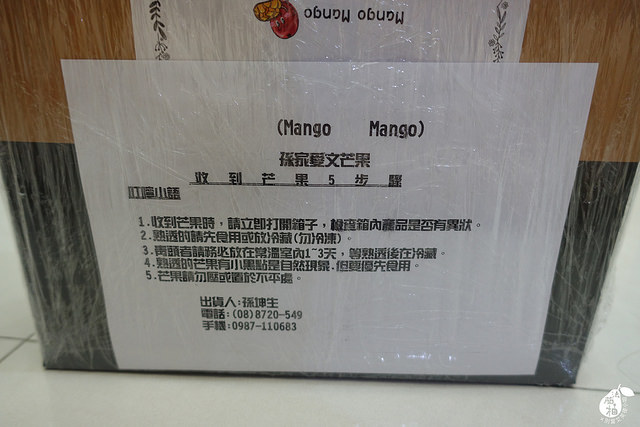 Mango Mango
(Mango Mango)
孫家愛文芒果
收到芒果5步驟
叮嚀小語
1.收到芒果時，請立即打開箱子，檢查箱內產品是否有異狀。
2.熟透的請先食用或放冷藏(勿冷凍)。
3.青頭者請務必放在常溫室內1~3天，等熟透後在冷藏。
4.熟透的芒果有小黑點是自然現象.但莫優先食用。
5.芒果請勿壓或置於不平處。
出貨人:孫坤生
電話:(08)8720-549
手機:0987-110683